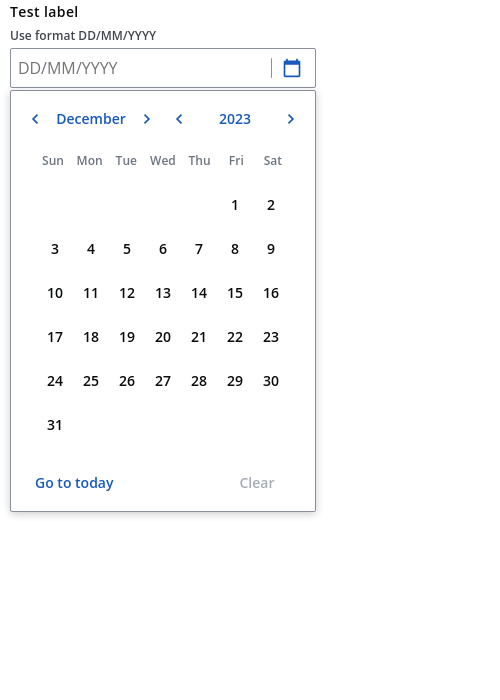 Test label
Use format DD/MM/YYYY
DD/MM/YYYY
December 2023
Sun Mon Tue Wed Thu Fri Sat
1 2
3 4 5 6 7 8 9
10 11 12 13 14 15 16
17 18 19 20 21 22 23
24 25 26 27 28 29 30
31
Go to today Clear